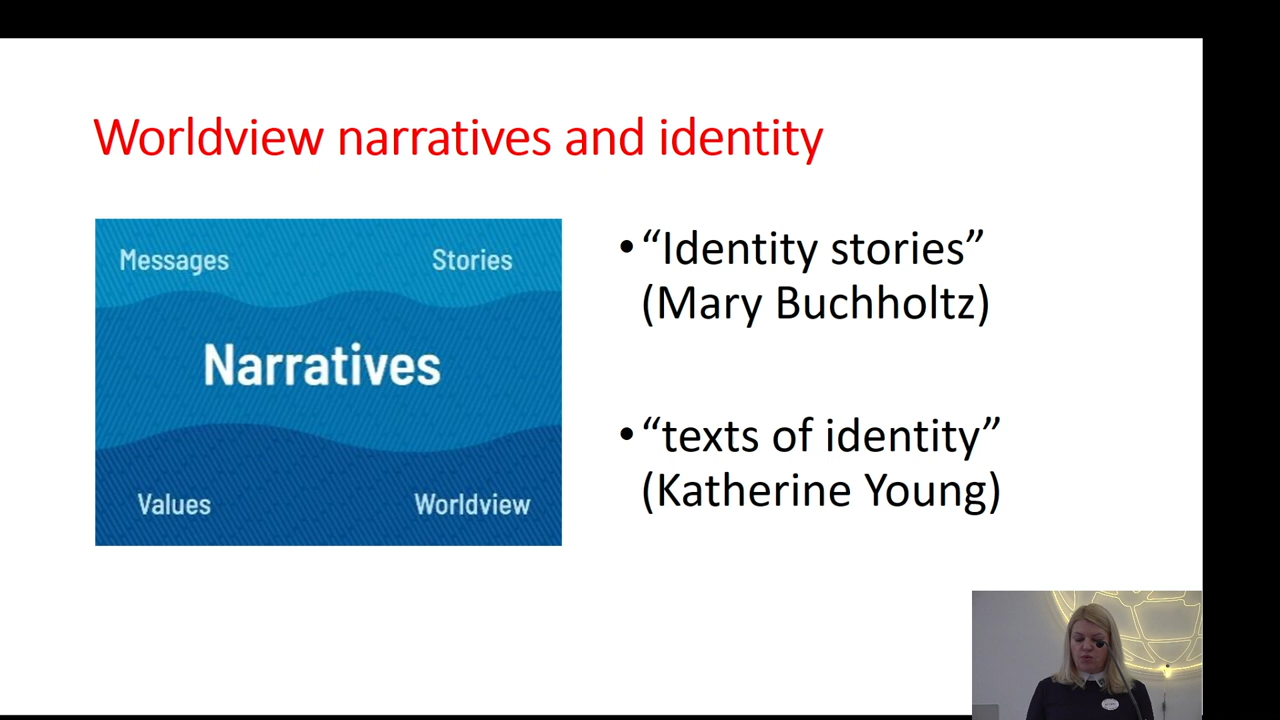 Worldview narratives and identity
Messages
Stories
Narratives
Values
Worldview
• “Identity stories”
(Mary Buchholtz)
• “texts of identity”
(Katherine Young)